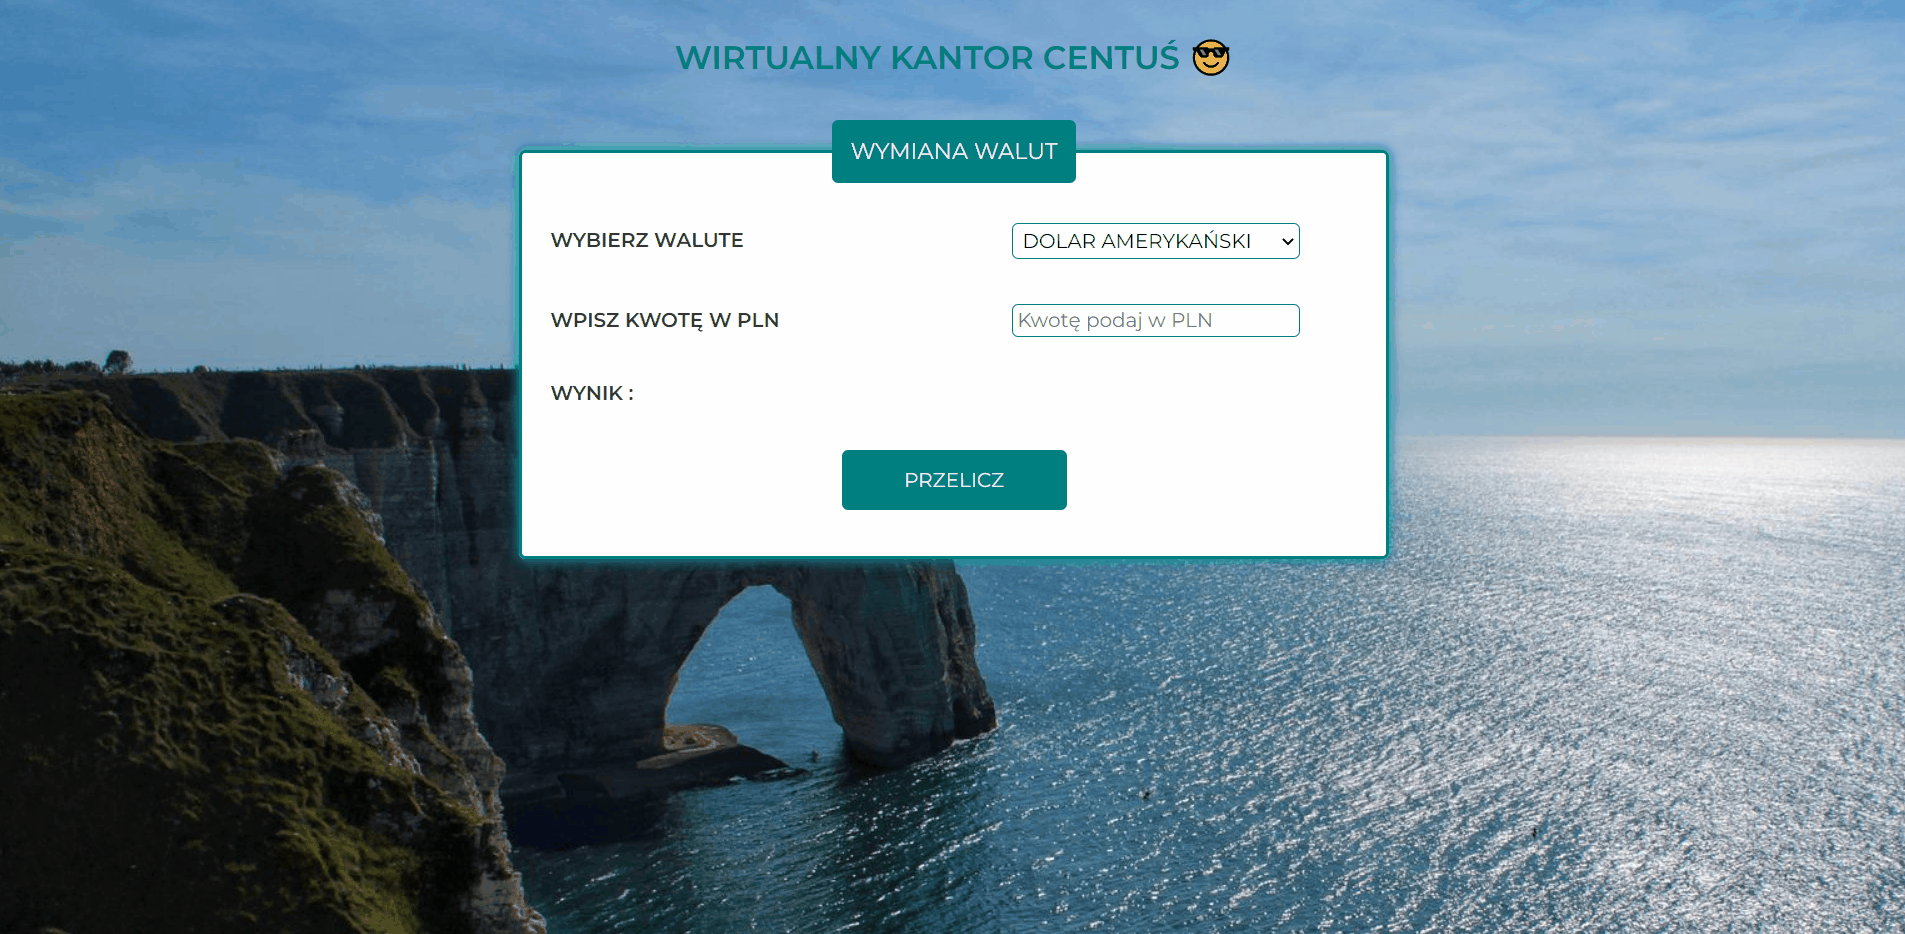 WIRTUALNY KANTOR CENTUŚ 😎
WYMIANA WALUT
WYBIERZ WALUTE
DOLAR AMERYKAŃSKI
WPISZ KWOTĘ W PLN
Kwotę podaj w PLN
WYNIK :
PRZELICZ